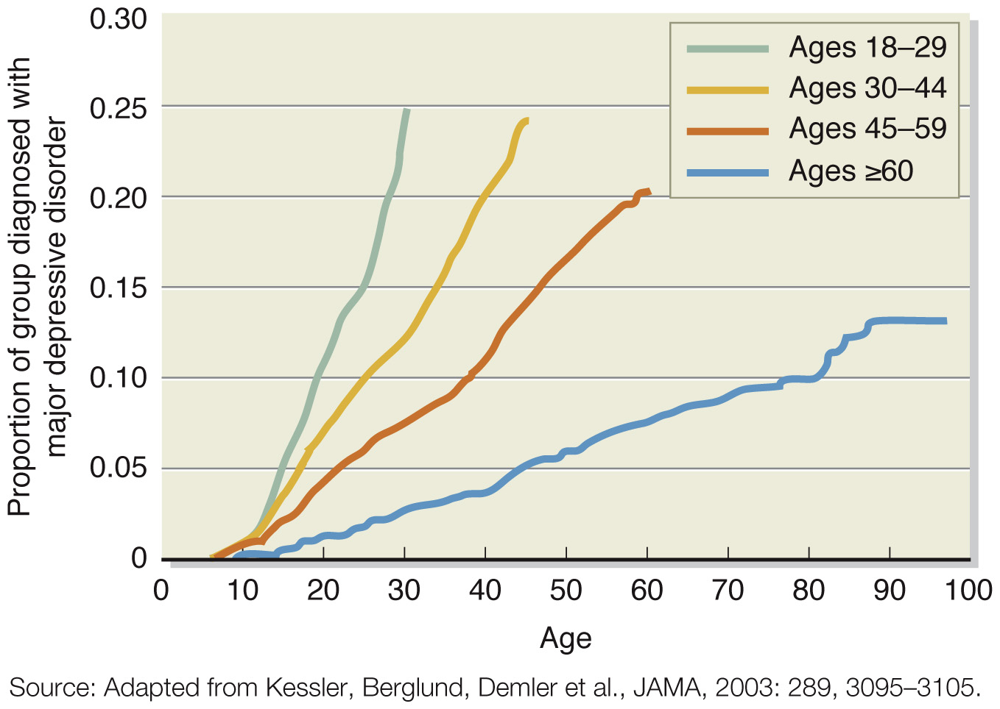 0.30
0.25
0.20
0.15
0.10
0.05
0
Proportion of group diagnosed with
major depressive disorder
Ages 18–29
Ages 30–44
Ages 45–59
Ages ≥60
0 10 20 30 40 50 60 70 80 90 100
Age
Source: Adapted from Kessler, Berglund, Demler et al., JAMA, 2003: 289, 3095–3105.